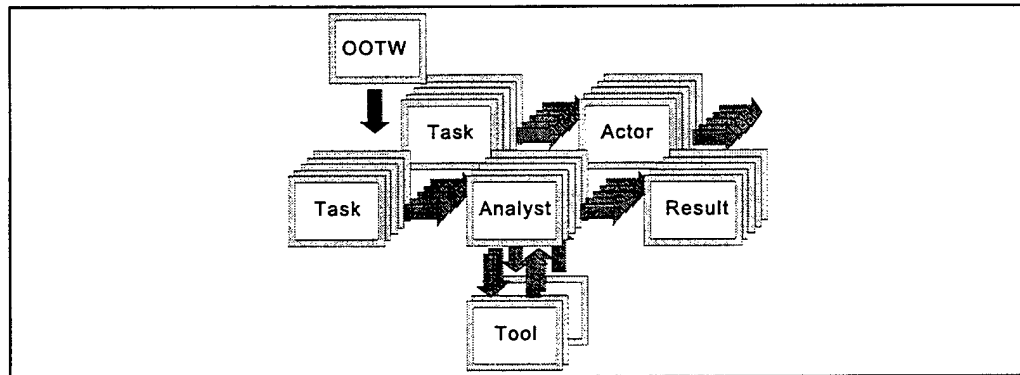 OOTW
Task
Actor
Task
Analyst
Result
Tool